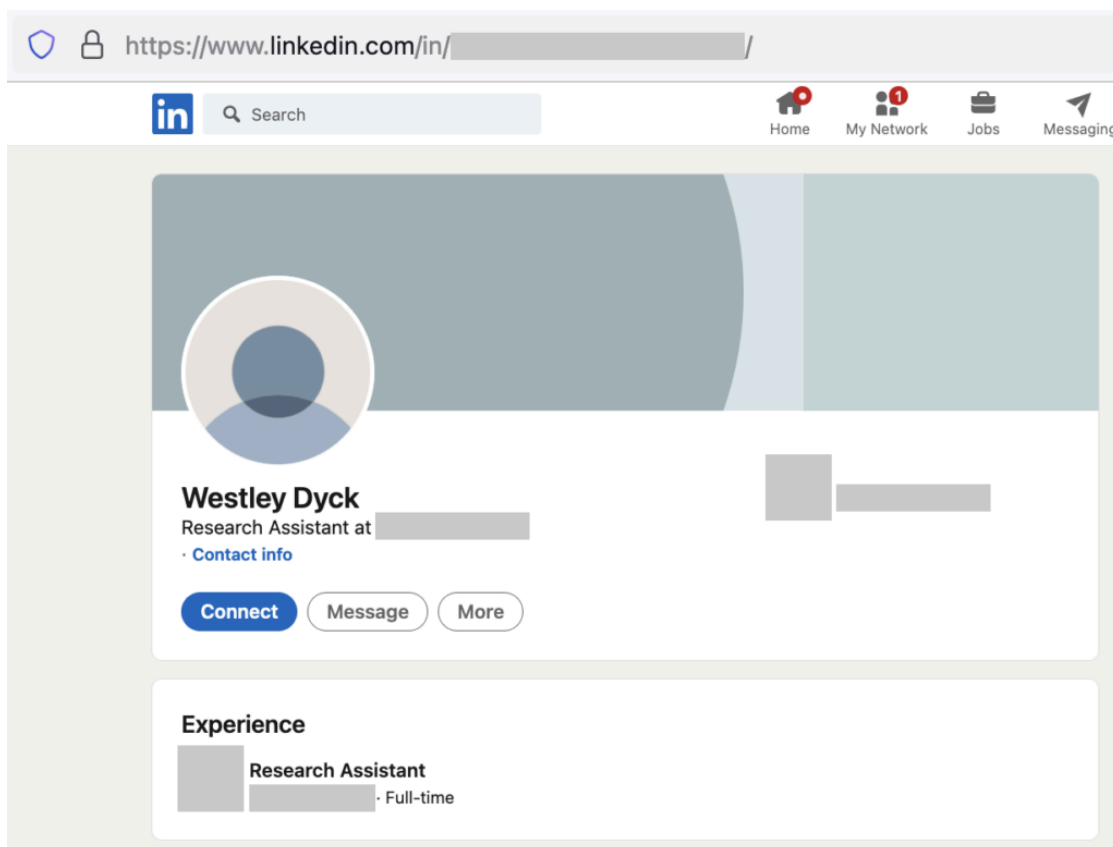 https://www.linkedin.com/in/ /
in Search
1
Home My Network Jobs Messaging
Westley Dyck
Research Assistant at
· Contact info
Connect Message More
Experience
Research Assistant
· Full-time